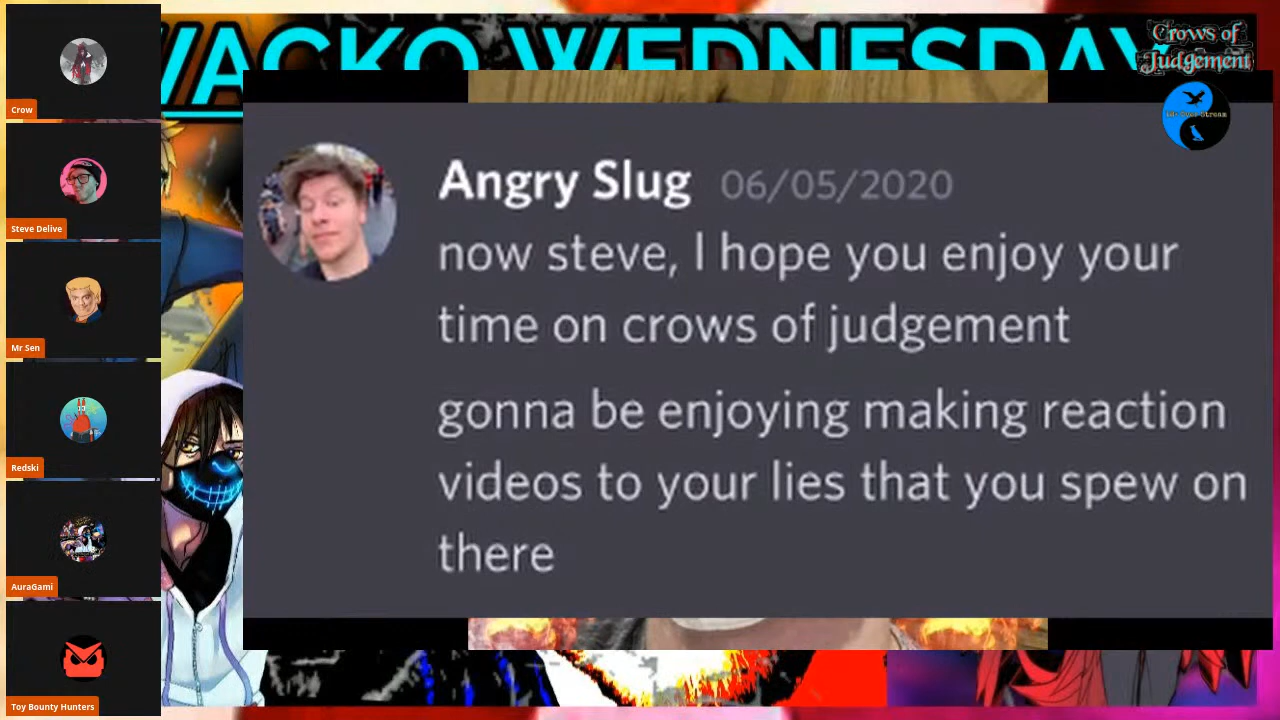 WACKO WEDNESDAY
Crows of
Judgement
Crow
Steve Delive
Mr Sen
Redski
AuraGami
Toy Bounty Hunters
Angry Slug 06/05/2020
now steve, I hope you enjoy your
time on crows of judgement
gonna be enjoying making reaction
videos to your lies that you spew on
there